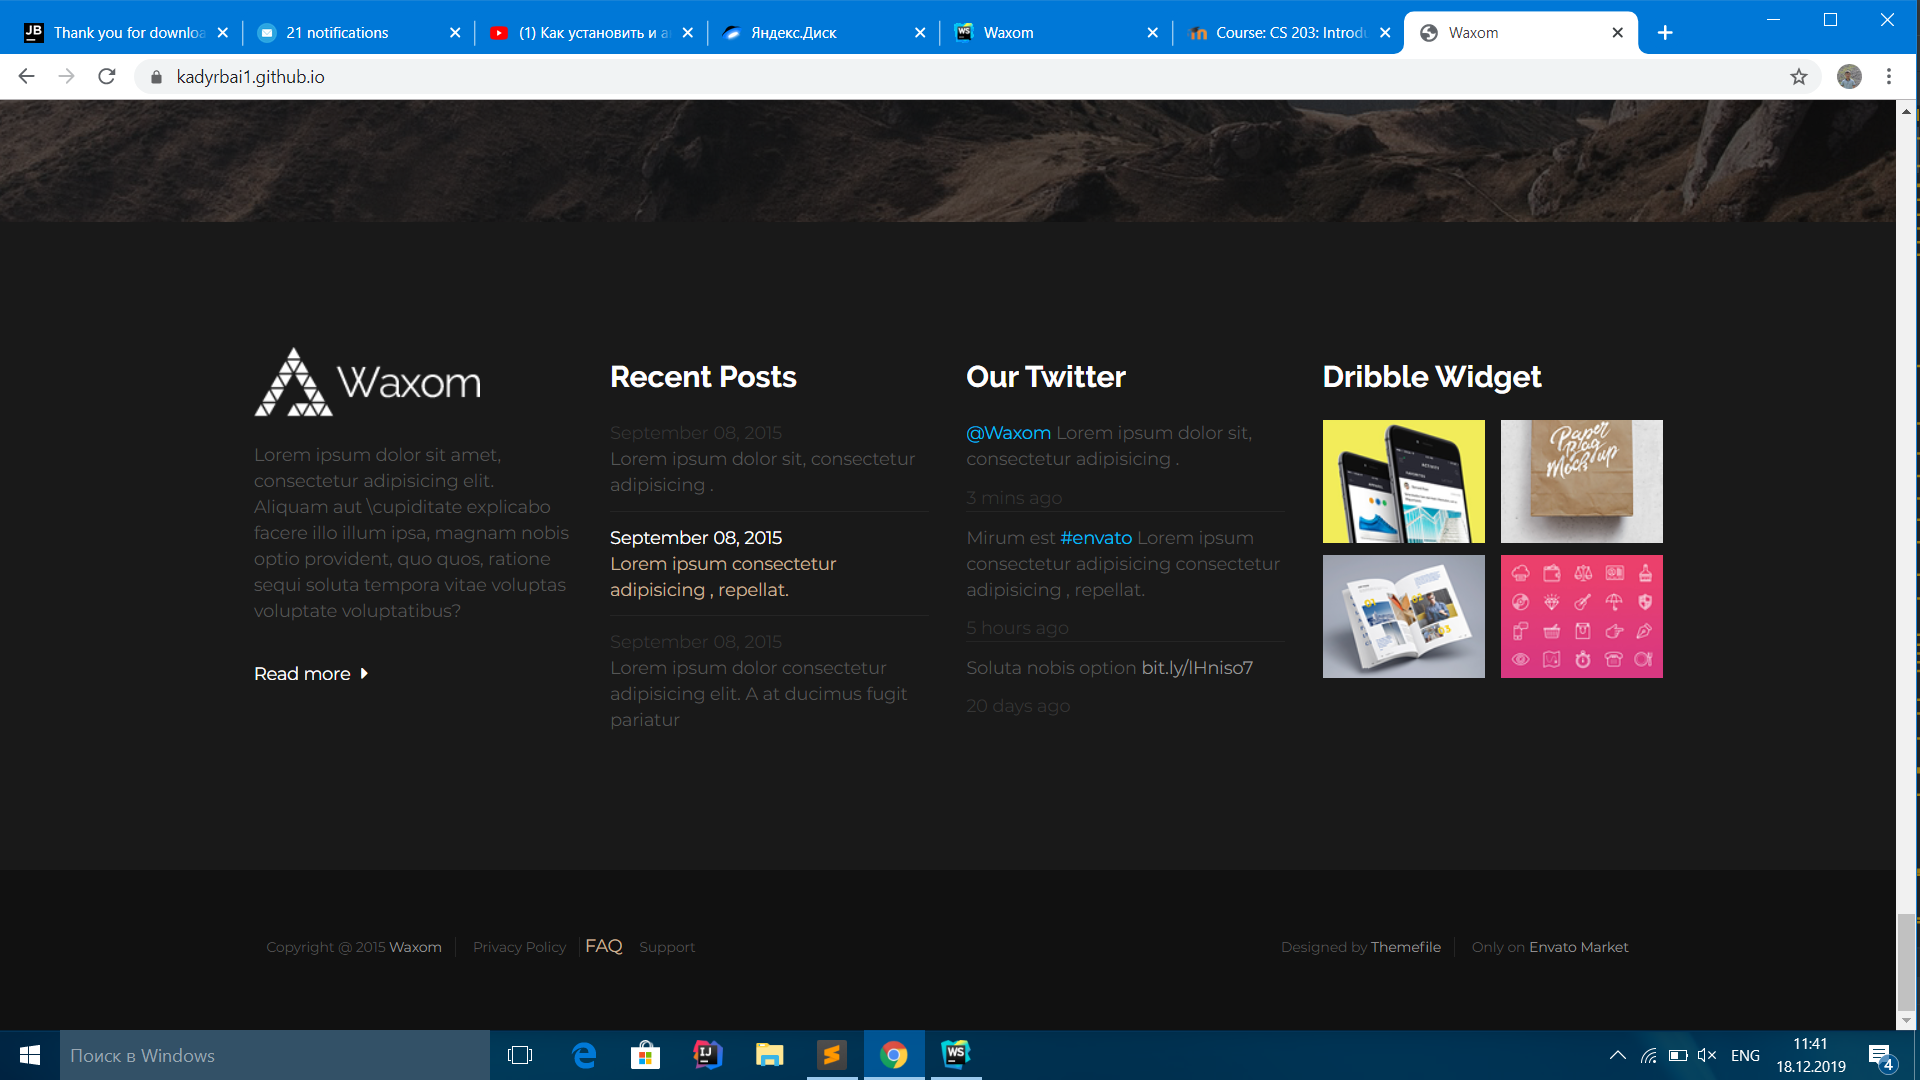 JB
Thank you for downloa
21 notifications
(1) Как установить и а
Яндекс.Диск
WS
Waxom
Course: CS 203: Introdu
Waxom
kadyrbai1.github.io
Waxom
Lorem ipsum dolor sit amet,
consectetur adipisicing elit.
Aliquam aut \cupiditate explicabo
facere illo illum ipsa, magnam nobis
optio provident, quo quos, ratione
sequi soluta tempora vitae voluptas
voluptate voluptatibus?
Read more
Recent Posts
September 08, 2015
Lorem ipsum dolor sit, consectetur
adipisicing .
September 08, 2015
Lorem ipsum consectetur
adipisicing , repellat.
September 08, 2015
Lorem ipsum dolor consectetur
adipisicing elit. A at ducimus fugit
pariatur
Our Twitter
@Waxom Lorem ipsum dolor sit,
consectetur adipisicing .
3 mins ago
Mirum est #envato Lorem ipsum
consectetur adipisicing consectetur
adipisicing , repellat.
5 hours ago
Soluta nobis option bit.ly/lHniso7
20 days ago
Dribble Widget
Paper
Bag
Mockup
Copyright @ 2015 Waxom
Privacy Policy
FAQ
Support
Designed by Themefile
Only on Envato Market
Поиск в Windows
IJ
WS
ENG
11:41
18.12.2019
4